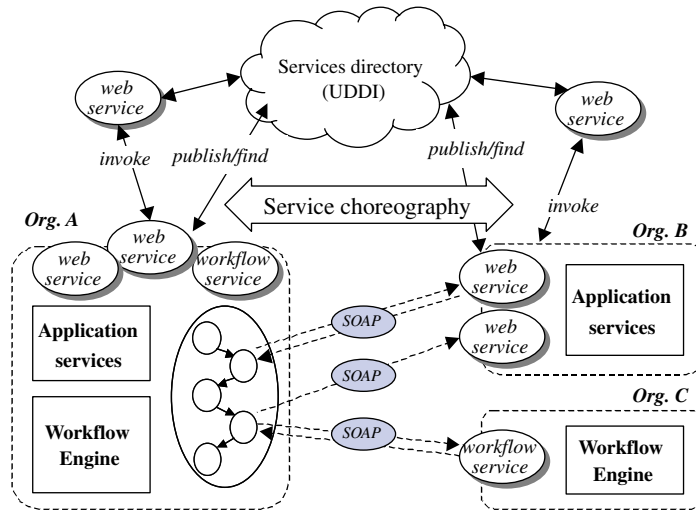 Services directory
(UDDI)
web
service
web
service
invoke
publish/find
publish/find
invoke
Service choreography
Org. A
Org. B
web
service
web
service
workflow
service
web
service
Application
services
SOAP
web
service
Application
services
SOAP
Org. C
Workflow
Engine
SOAP
workflow
service
Workflow
Engine